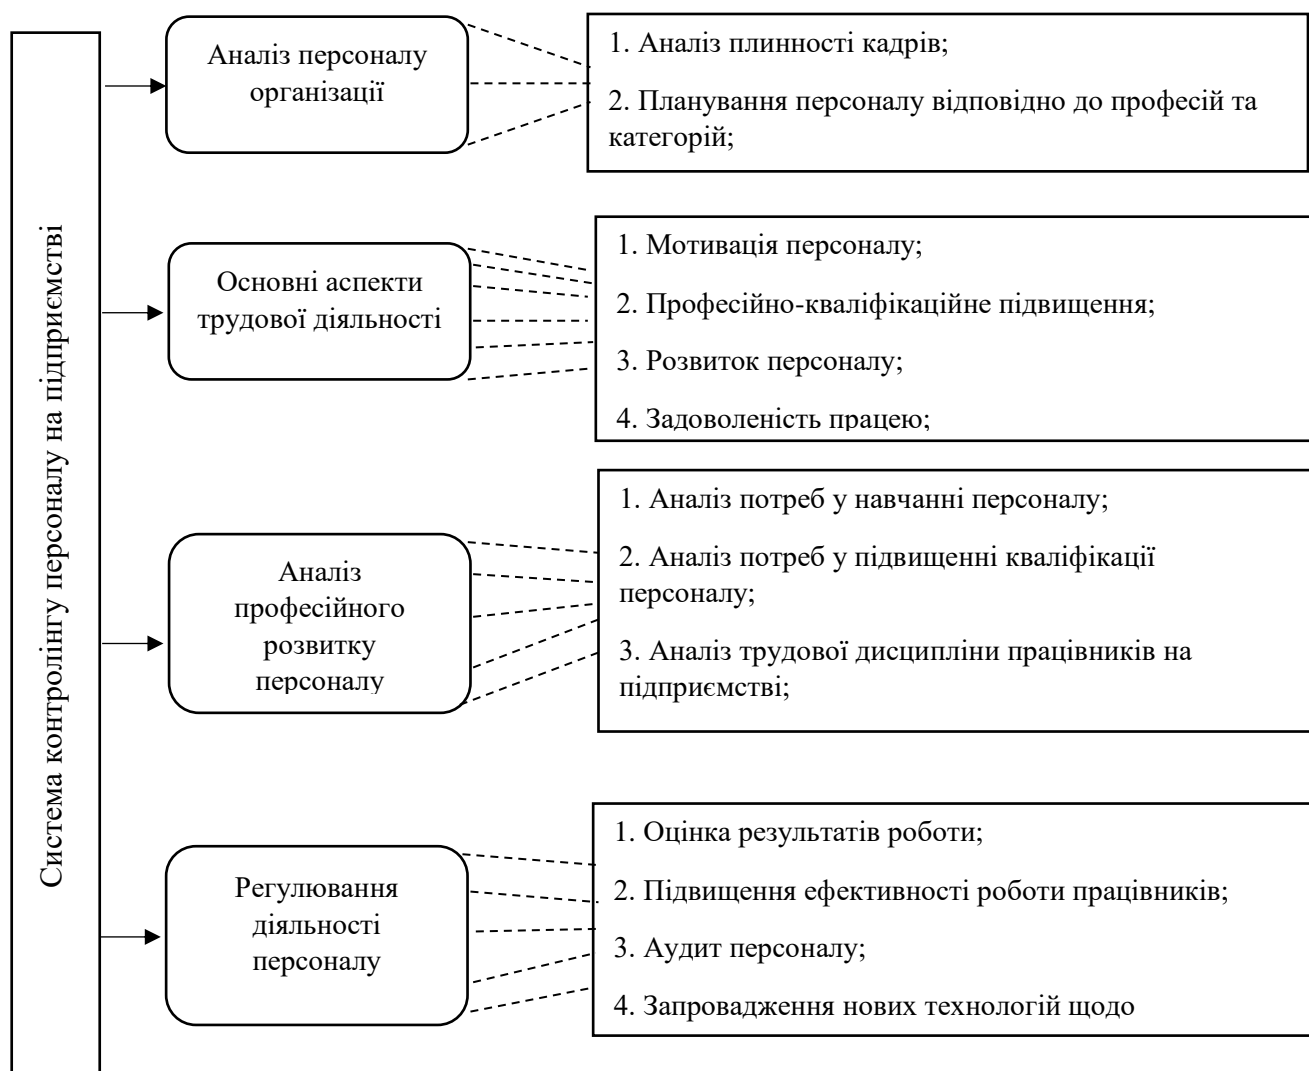 Система контролінгу персоналу на підприємстві
Аналіз персоналу
організації
1. Аналіз плинності кадрів;
2. Планування персоналу відповідно до професій та
категорій;
Основні аспекти
трудової діяльності
1. Мотивація персоналу;
2. Професійно-кваліфікаційне підвищення;
3. Розвиток персоналу;
4. Задоволеність працею;
Аналіз
професійного
розвитку
персоналу
1. Аналіз потреб у навчанні персоналу;
2. Аналіз потреб у підвищенні кваліфікації
персоналу;
3. Аналіз трудової дисципліни працівників на
підприємстві;
Регулювання
діяльності
персоналу
1. Оцінка результатів роботи;
2. Підвищення ефективності роботи працівників;
3. Аудит персоналу;
4. Запровадження нових технологій щодо